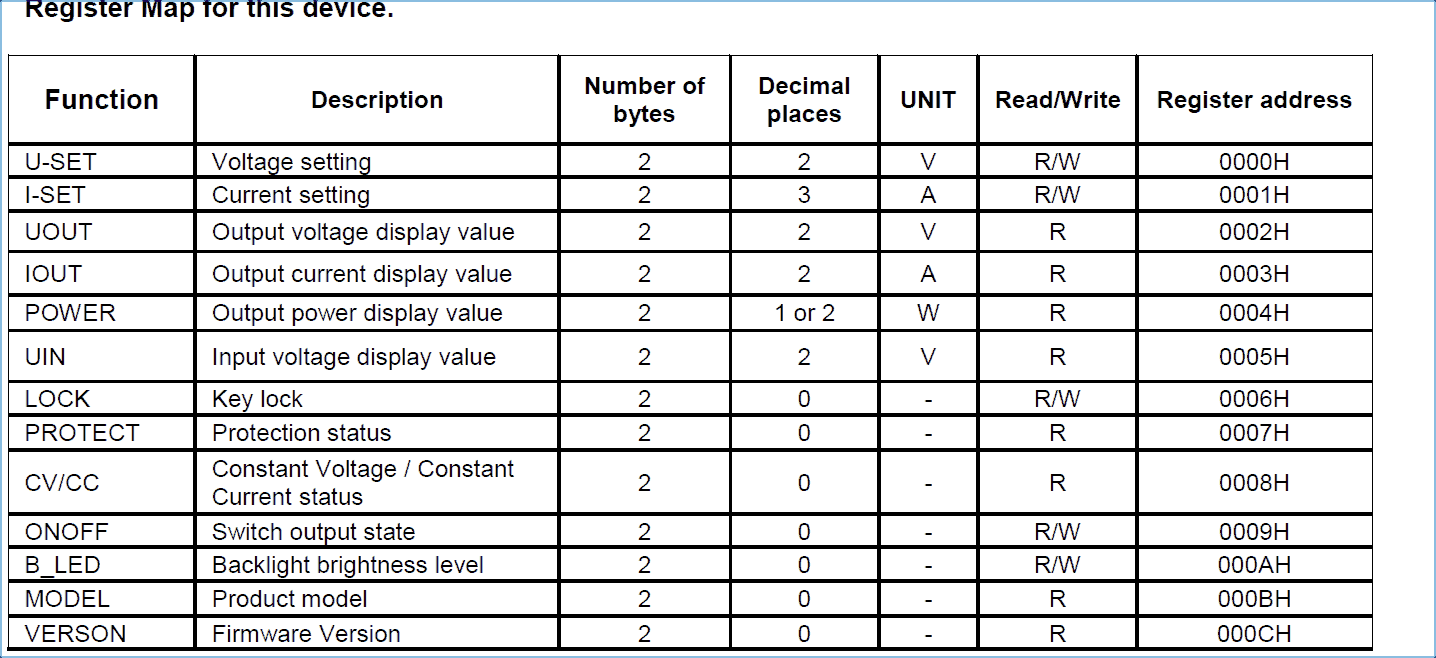 Register Map for this device.
Function Description Number of bytes Decimal places UNIT Read/Write Register address
U-SET Voltage setting 2 2 V R/W 0000H
I-SET Current setting 2 3 A R/W 0001H
UOUT Output voltage display value 2 2 V R 0002H
IOUT Output current display value 2 2 A R 0003H
POWER Output power display value 2 1 or 2 W R 0004H
UIN Input voltage display value 2 2 V R 0005H
LOCK Key lock 2 0 - R/W 0006H
PROTECT Protection status 2 0 - R 0007H
CV/CC Constant Voltage / Constant Current status 2 0 - R 0008H
ONOFF Switch output state 2 0 - R/W 0009H
B_LED Backlight brightness level 2 0 - R/W 000AH
MODEL Product model 2 0 - R 000BH
VERSON Firmware Version 2 0 - R 000CH